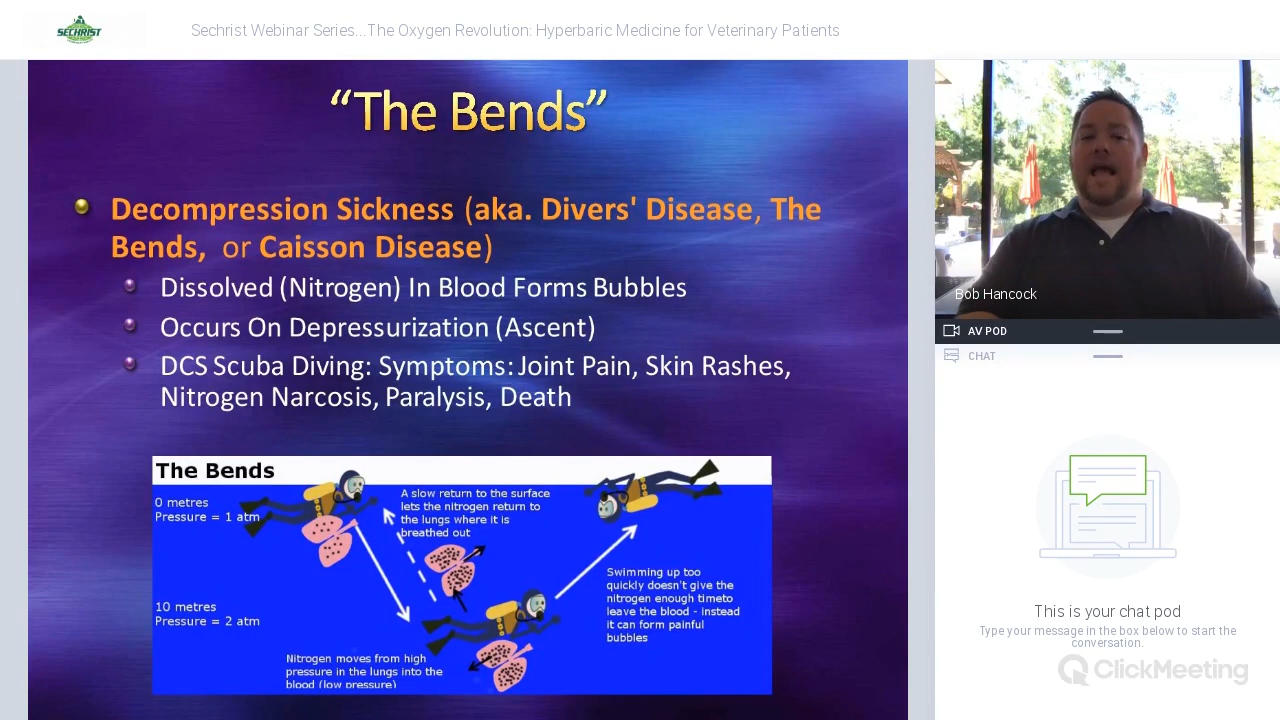 SECHRIST
Sechrist Webinar Series...The Oxygen Revolution: Hyperbaric Medicine for Veterinary Patients
“The Bends”
Decompression Sickness (aka. Divers' Disease, The
Bends, or Caisson Disease)
Dissolved (Nitrogen) In Blood Forms Bubbles
Occurs On Depressurization (Ascent)
DCS Scuba Diving: Symptoms: Joint Pain, Skin Rashes,
Nitrogen Narcosis, Paralysis, Death
The Bends
0 metres
Pressure = 1 atm
A slow return to the surface
lets the nitrogen return to
the lungs where it is
breathed out
10 metres
Pressure = 2 atm
Swimming up too
quickly doesn't give the
nitrogen enough timeto
leave the blood - instead
it can form painful
bubbles
Nitrogen moves from high
pressure in the lungs into the
blood (low pressure)
Bob Hancock
AV POD
CHAT
This is your chat pod
Type your message in the box below to start the
conversation.
ClickMeeting